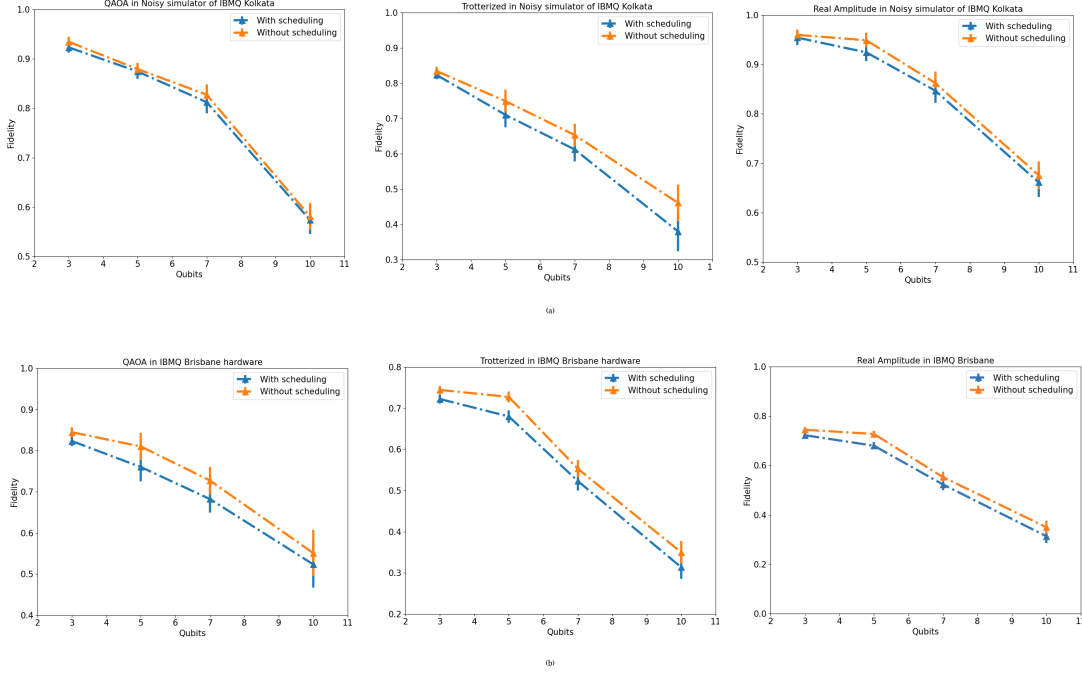 QAOA in Noisy simulator of IBMQ Kolkata
With scheduling
Without scheduling
1.0
0.9
0.8
0.7
0.6
0.5
Fidelity
2 3 4 5 6 7 8 9 10 11
Qubits
Trotterized in Noisy simulator of IBMQ Kolkata
With scheduling
Without scheduling
1.0
0.9
0.8
0.7
0.6
0.5
0.4
0.3
Fidelity
2 3 4 5 6 7 8 9 10 1
Qubits
Real Amplitude in Noisy simulator of IBMQ Kolkata
With scheduling
Without scheduling
1.0
0.9
0.8
0.7
0.6
0.5
Fidelity
2 3 4 5 6 7 8 9 10 11
Qubits
(a)
QAOA in IBMQ Brisbane hardware
With scheduling
Without scheduling
1.0
0.9
0.8
0.7
0.6
0.5
0.4
Fidelity
2 3 4 5 6 7 8 9 10 11
Qubits
Trotterized in IBMQ Brisbane hardware
With scheduling
Without scheduling
0.8
0.7
0.6
0.5
0.4
0.3
0.2
Fidelity
2 3 4 5 6 7 8 9 10 11
Qubits
Real Amplitude in IBMQ Brisbane
With scheduling
Without scheduling
1.0
0.8
0.6
0.4
0.2
0.0
Fidelity
2 3 4 5 6 7 8 9 10 11
Qubits
(b)